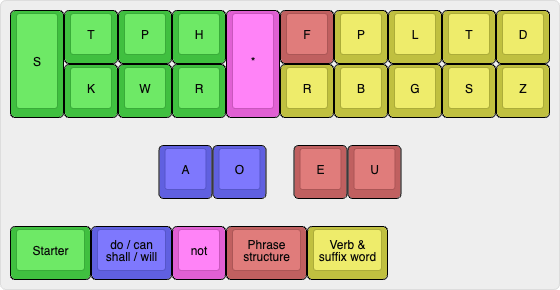 S T P H * F P L T D
K W R R B G S Z
A O E U
Starter do / can shall / will not Phrase structure Verb & suffix word